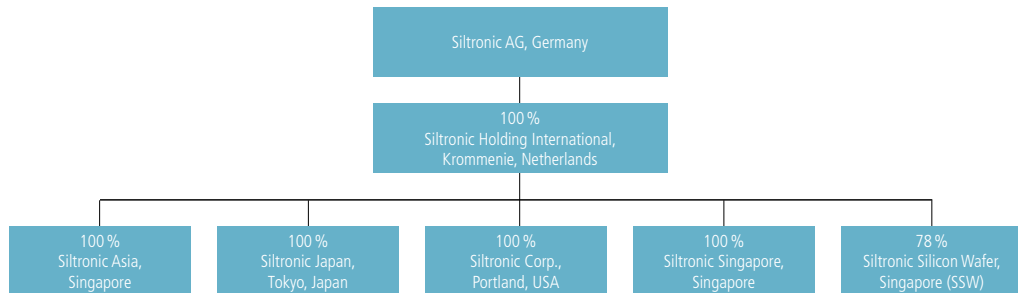 Siltronic AG, Germany
100 %
Siltronic Holding International,
Krommenie, Netherlands
100 %
Siltronic Asia,
Singapore
100 %
Siltronic Japan,
Tokyo, Japan
100 %
Siltronic Corp.,
Portland, USA
100 %
Siltronic Singapore,
Singapore
78 %
Siltronic Silicon Wafer,
Singapore (SSW)